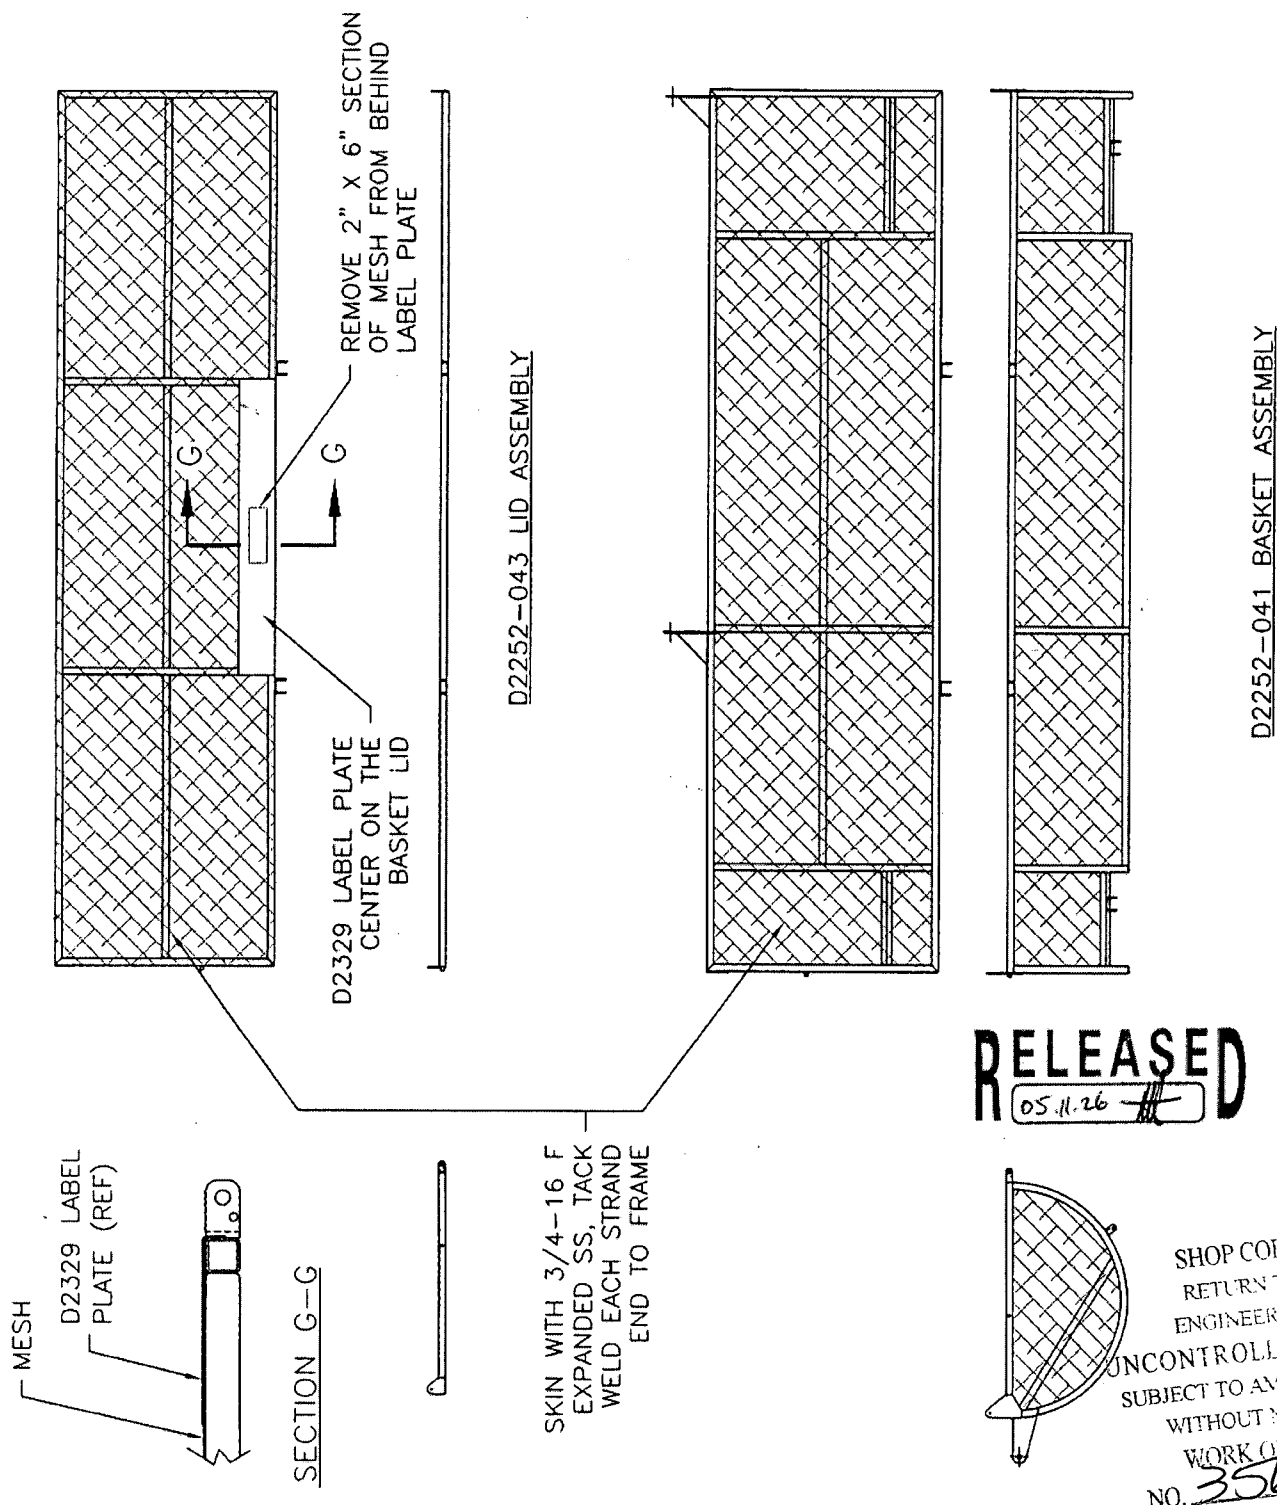 MESH
D2329 LABEL
PLATE (REF)
SECTION G-G
D2329 LABEL PLATE
CENTER ON THE
BASKET LID
G
G
REMOVE 2" X 6" SECTION
OF MESH FROM BEHIND
LABEL PLATE
D2252-043 LID ASSEMBLY
SKIN WITH 3/4-16 F
EXPANDED SS, TACK
WELD EACH STRAND
END TO FRAME
D2252-041 BASKET ASSEMBLY
RELEASED
05.11.26
SHOP
RETURN
UNCONTROLL
SUBJECT TO
WITHOUT
WORK
NO. 35